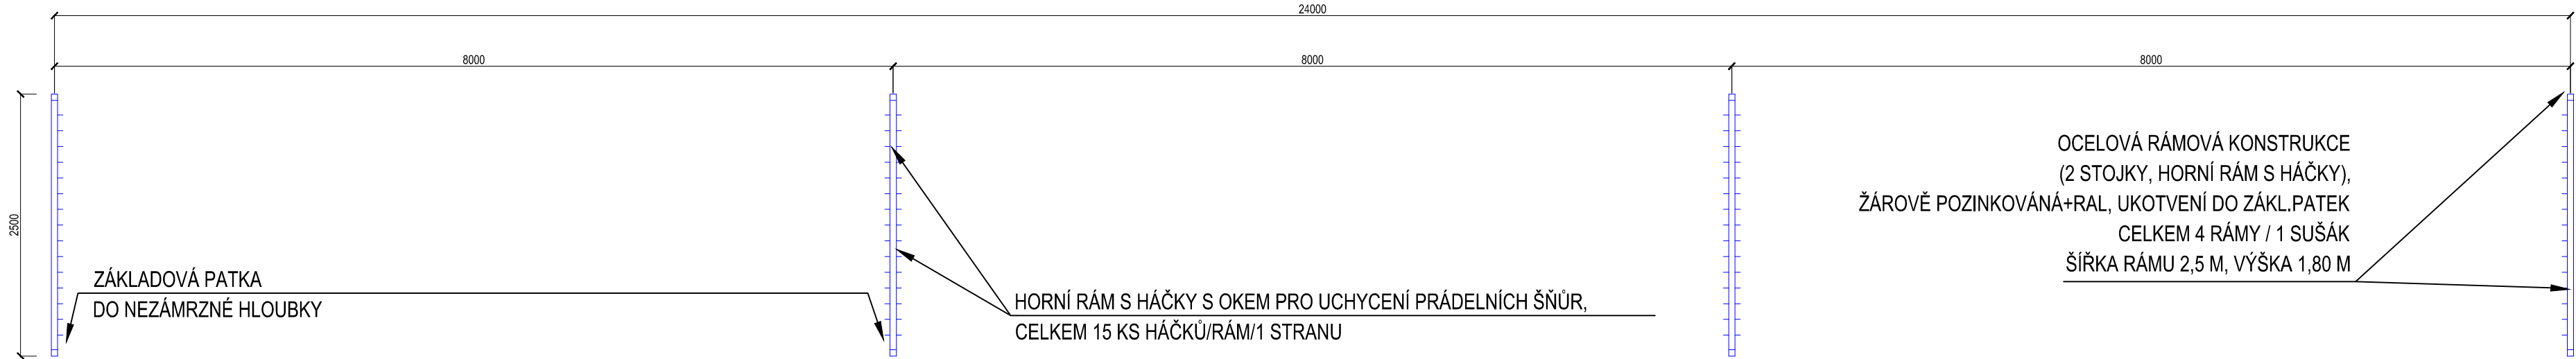 24000
8000
8000
8000
2500
ZÁKLADOVÁ PATKA
DO NEZÁMRZNÉ HLOUBKY
HORNÍ RÁM S HÁČKY S OKEM PRO UCHYCENÍ PRÁDELNÍCH ŠŇŮR,
CELKEM 15 KS HÁČKŮ/RÁM/1 STRANU
OCELOVÁ RÁMOVÁ KONSTRUKCE
(2 STOJKY, HORNÍ RÁM S HÁČKY),
ŽÁROVĚ POZINKOVÁNÁ+RAL, UKOTVENÍ DO ZÁKL.PATEK
CELKEM 4 RÁMY / 1 SUŠÁK
ŠÍŘKA RÁMU 2,5 M, VÝŠKA 1,80 M